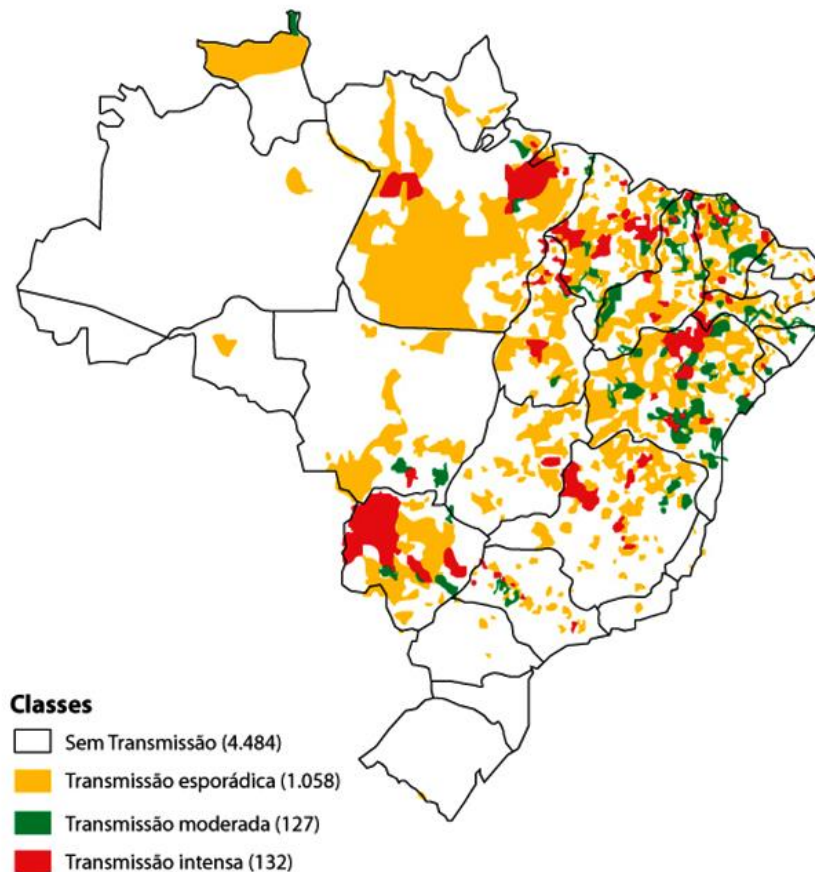 Classes
Sem Transmissão (4.484)
Transmissão esporádica (1.058)
Transmissão moderada (127)
Transmissão intensa (132)